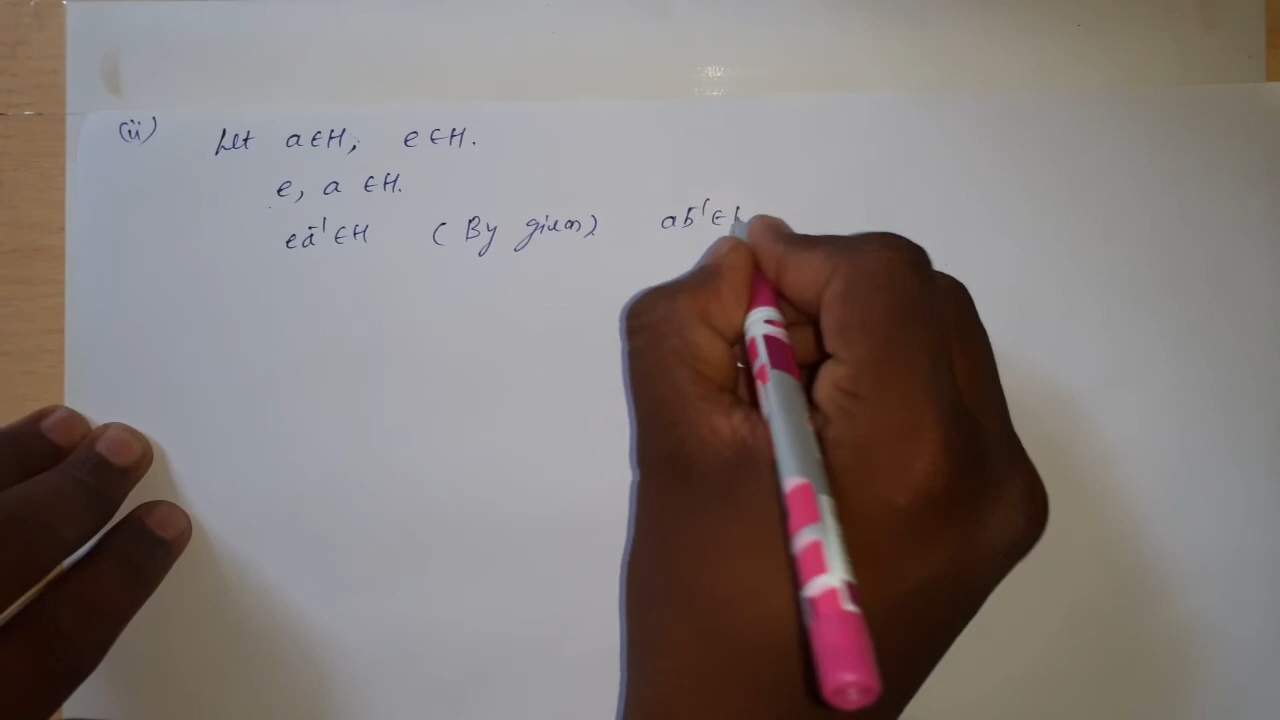 (ii) Let a∈H, e∈H.
e, a ∈H.
ea⁻¹∈H (By given) ab⁻¹∈